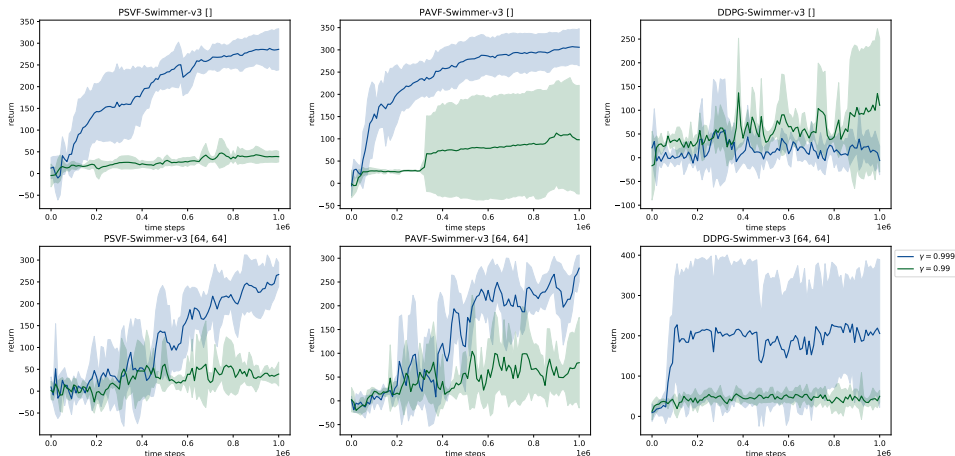 PSVF-Swimmer-v3 []
return
350
300
250
200
150
100
50
0
−50
0.0 0.2 0.4 0.6 0.8 1.0
time steps 1e6
PAVF-Swimmer-v3 []
return
350
300
250
200
150
100
50
0
−50
0.0 0.2 0.4 0.6 0.8 1.0
time steps 1e6
DDPG-Swimmer-v3 []
return
250
200
150
100
50
0
−50
−100
0.0 0.2 0.4 0.6 0.8 1.0
time steps 1e6
PSVF-Swimmer-v3 [64, 64]
return
300
250
200
150
100
50
0
−50
0.0 0.2 0.4 0.6 0.8 1.0
time steps 1e6
PAVF-Swimmer-v3 [64, 64]
return
300
250
200
150
100
50
0
−50
0.0 0.2 0.4 0.6 0.8 1.0
time steps 1e6
DDPG-Swimmer-v3 [64, 64]
return
400
300
200
100
0
0.0 0.2 0.4 0.6 0.8 1.0
time steps 1e6
γ = 0.999
γ = 0.99